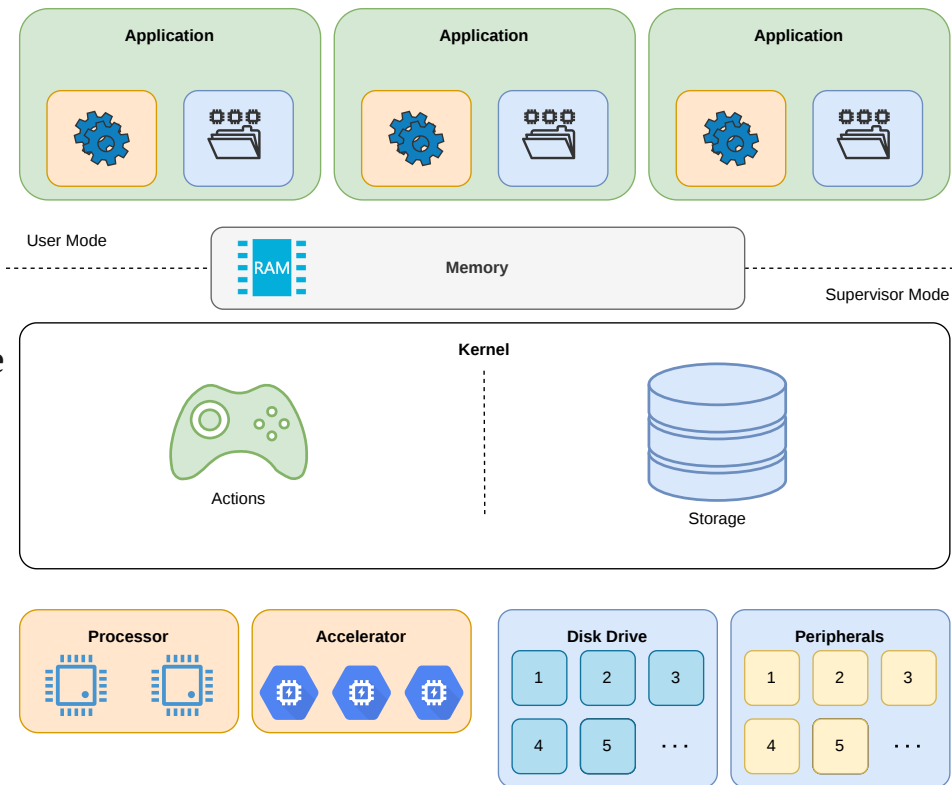 Application
Application
Application
User Mode
RAM
Memory
Supervisor Mode
e
Kernel
Actions
Storage
Processor
Accelerator
Disk Drive
Peripherals
1 2 3
1 2 3
4 5 ...
4 5 ...